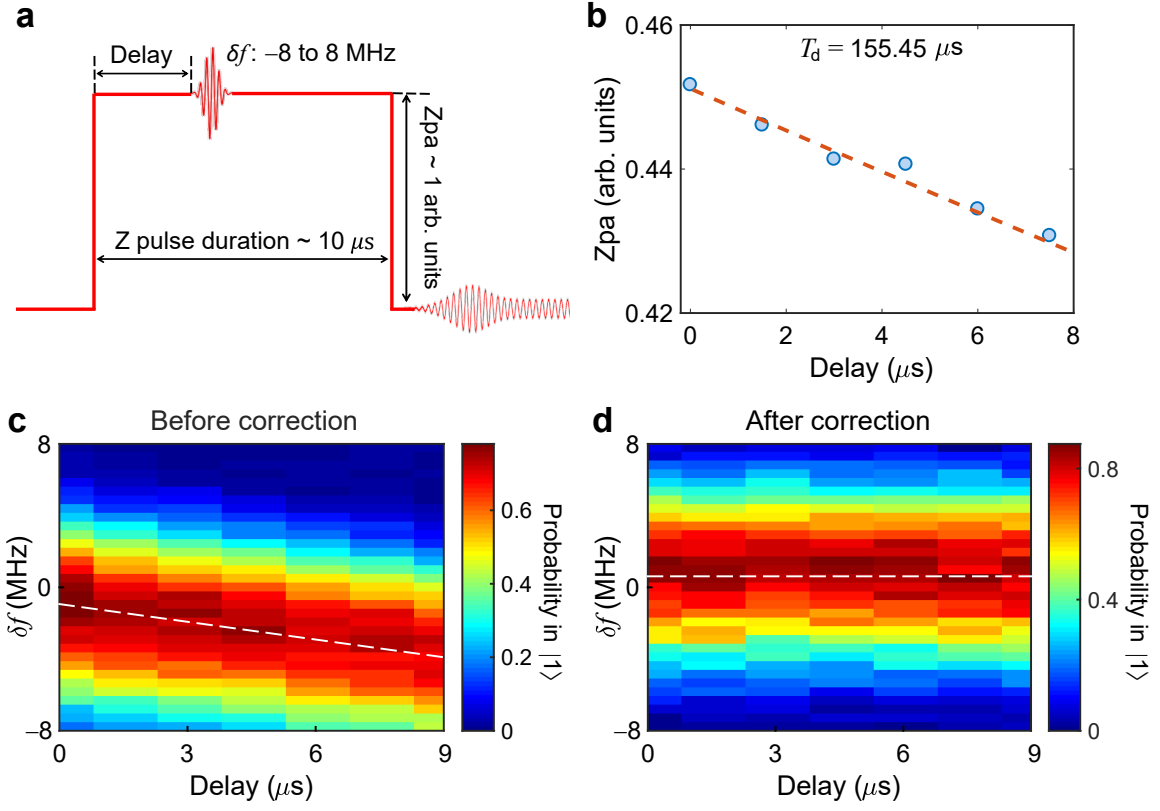 a
Delay
δf: −8 to 8 MHz
Zpa ~ 1 arb. units
Z pulse duration ~ 10 μs
b
T_d = 155.45 μs
Zpa (arb. units)
0.46
0.44
0.42
0 2 4 6 8
Delay (μs)
c
Before correction
δf (MHz)
8
0
−8
0 3 6 9
Delay (μs)
0.6
0.4
0.2
0
Probability in |1⟩
d
After correction
δf (MHz)
8
0
−8
0 3 6 9
Delay (μs)
0.8
0.4
0
Probability in |1⟩